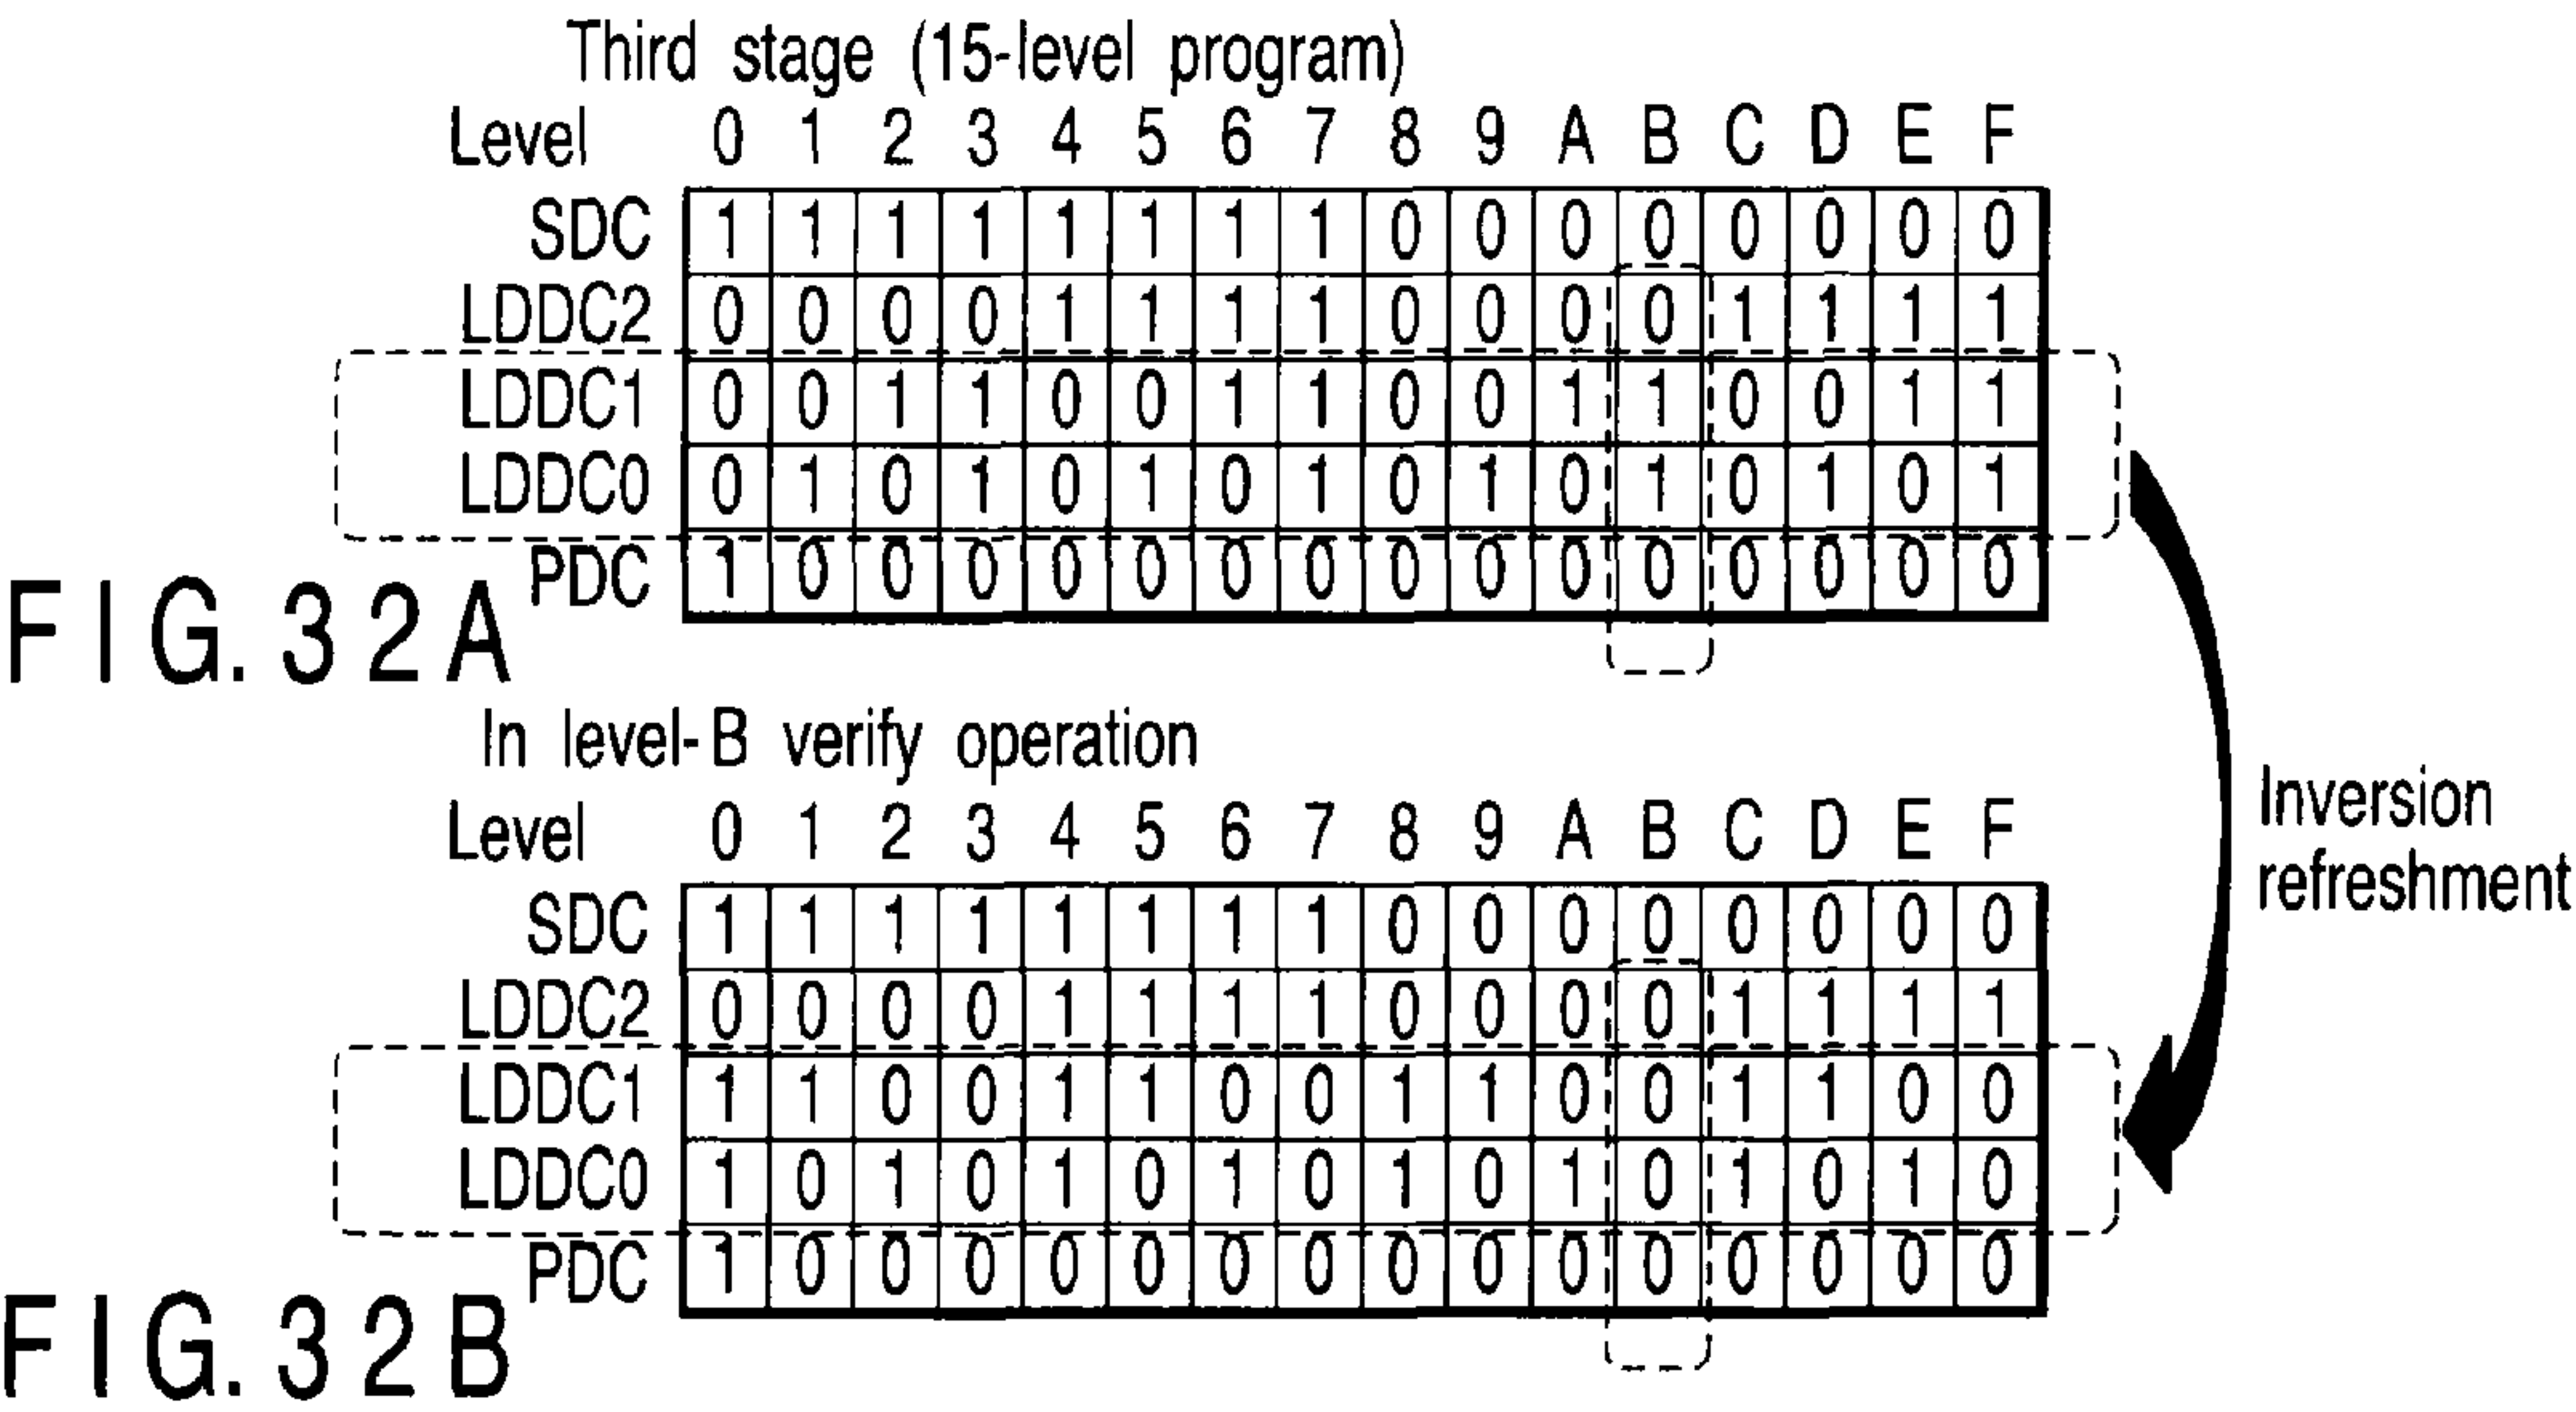 Third stage (15-level program)
Level 0 1 2 3 4 5 6 7 8 9 A B C D E F
SDC 1 1 1 1 1 1 1 1 0 0 0 0 0 0 0 0
LDDC2 0 0 0 0 1 1 1 1 0 0 0 0 1 1 1 1
LDDC1 0 0 1 1 0 0 1 1 0 0 1 1 0 0 1 1
LDDC0 0 1 0 1 0 1 0 1 0 1 0 1 0 1 0 1
PDC 1 0 0 0 0 0 0 0 0 0 0 0 0 0 0 0
FIG. 32A
In level-B verify operation
Level 0 1 2 3 4 5 6 7 8 9 A B C D E F
SDC 1 1 1 1 1 1 1 1 0 0 0 0 0 0 0 0
LDDC2 0 0 0 0 1 1 1 1 0 0 0 0 1 1 1 1
LDDC1 1 1 0 0 1 1 0 0 1 1 0 0 1 1 0 0
LDDC0 1 0 1 0 1 0 1 0 1 0 1 0 1 0 1 0
PDC 1 0 0 0 0 0 0 0 0 0 0 0 0 0 0 0
FIG. 32B
Inversion
refreshment